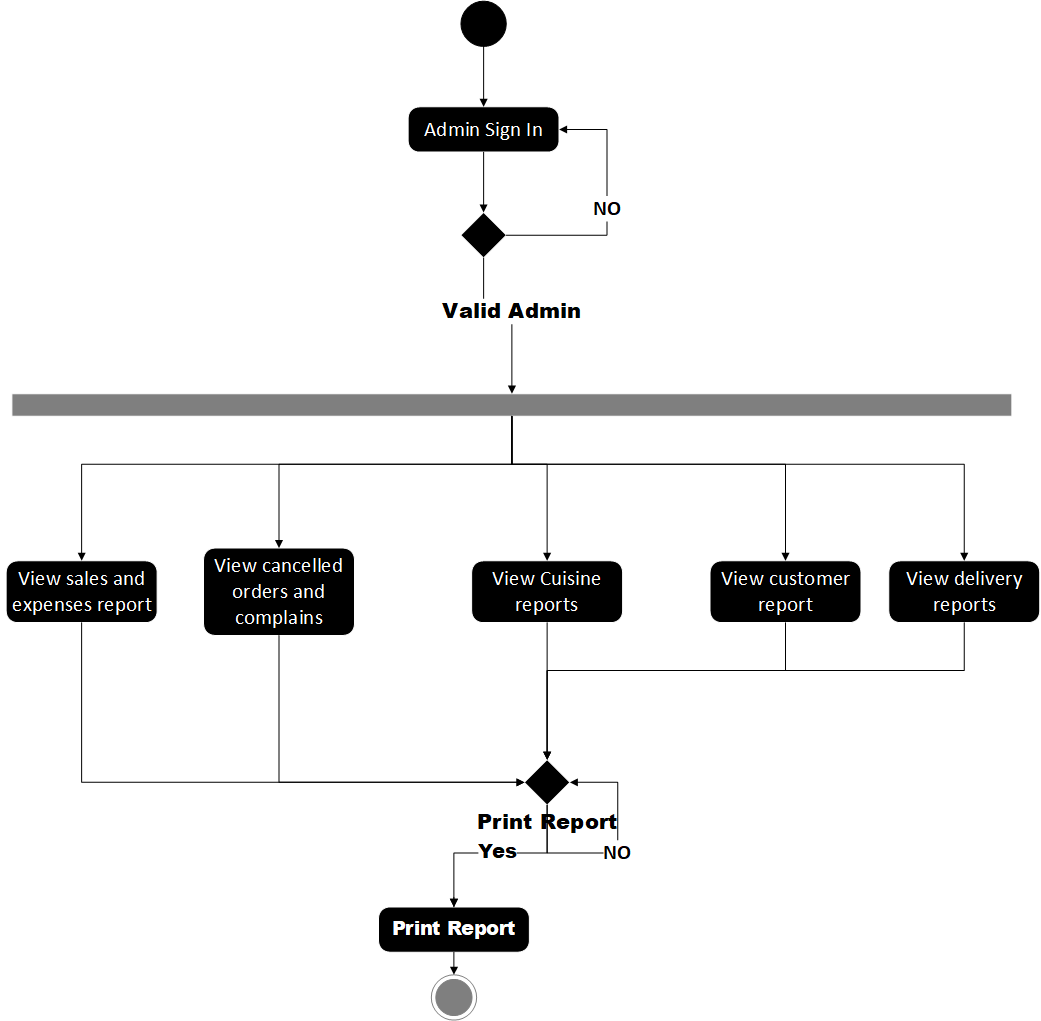 Admin Sign In
NO
Valid Admin
View sales and
expenses report
View cancelled
orders and
complains
View Cuisine
reports
View customer
report
View delivery
reports
Print Report
Yes
NO
Print Report